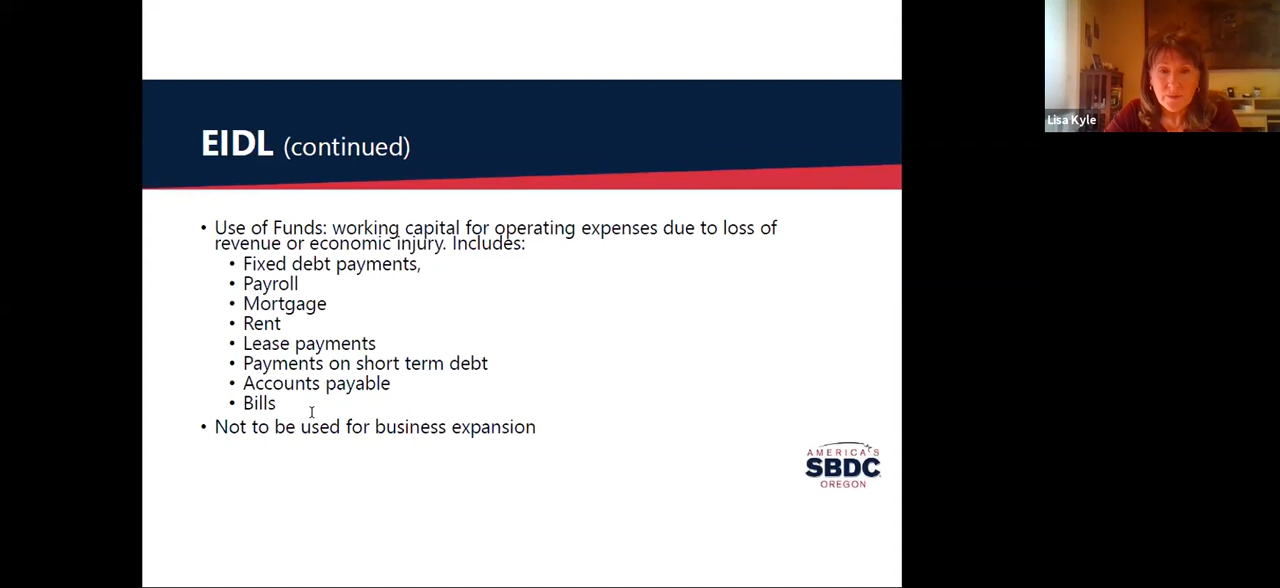 Lisa Kyle
EIDL (continued)
• Use of Funds: working capital for operating expenses due to loss of
revenue or economic injury. Includes:
• Fixed debt payments,
• Payroll
• Mortgage
• Rent
• Lease payments
• Payments on short term debt
• Accounts payable
• Bills
• Not to be used for business expansion
AMERICA'S
SBDC
OREGON